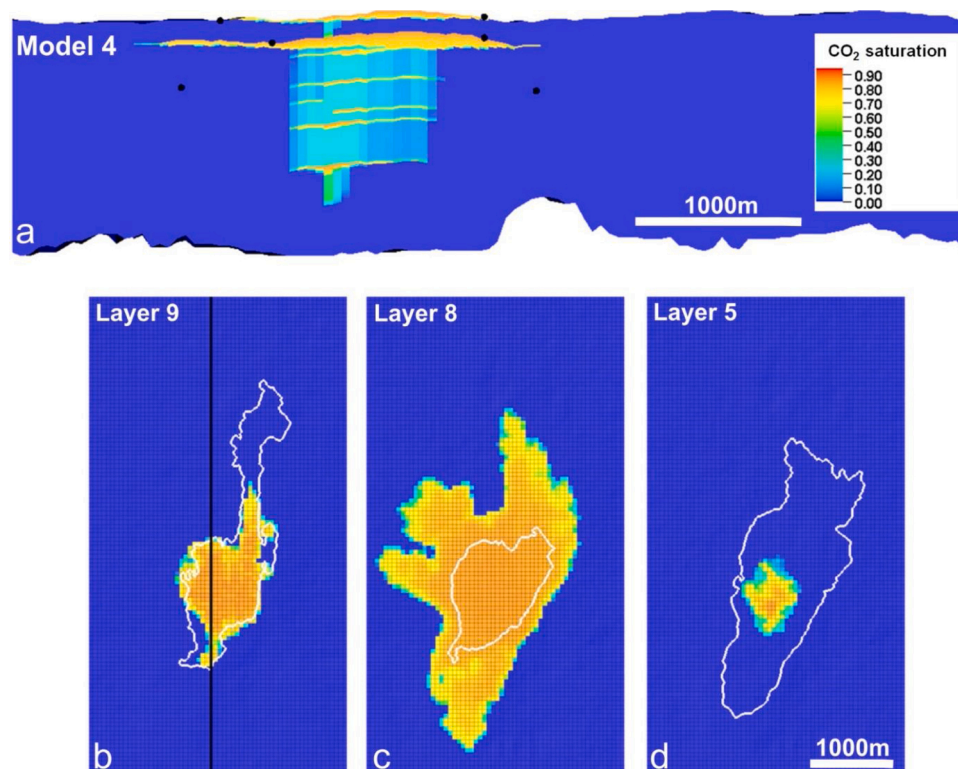 Model 4
CO₂ saturation
0.90
0.80
0.70
0.60
0.50
0.40
0.30
0.20
0.10
0.00
1000m
a
Layer 9
Layer 8
Layer 5
b
c
d
1000m